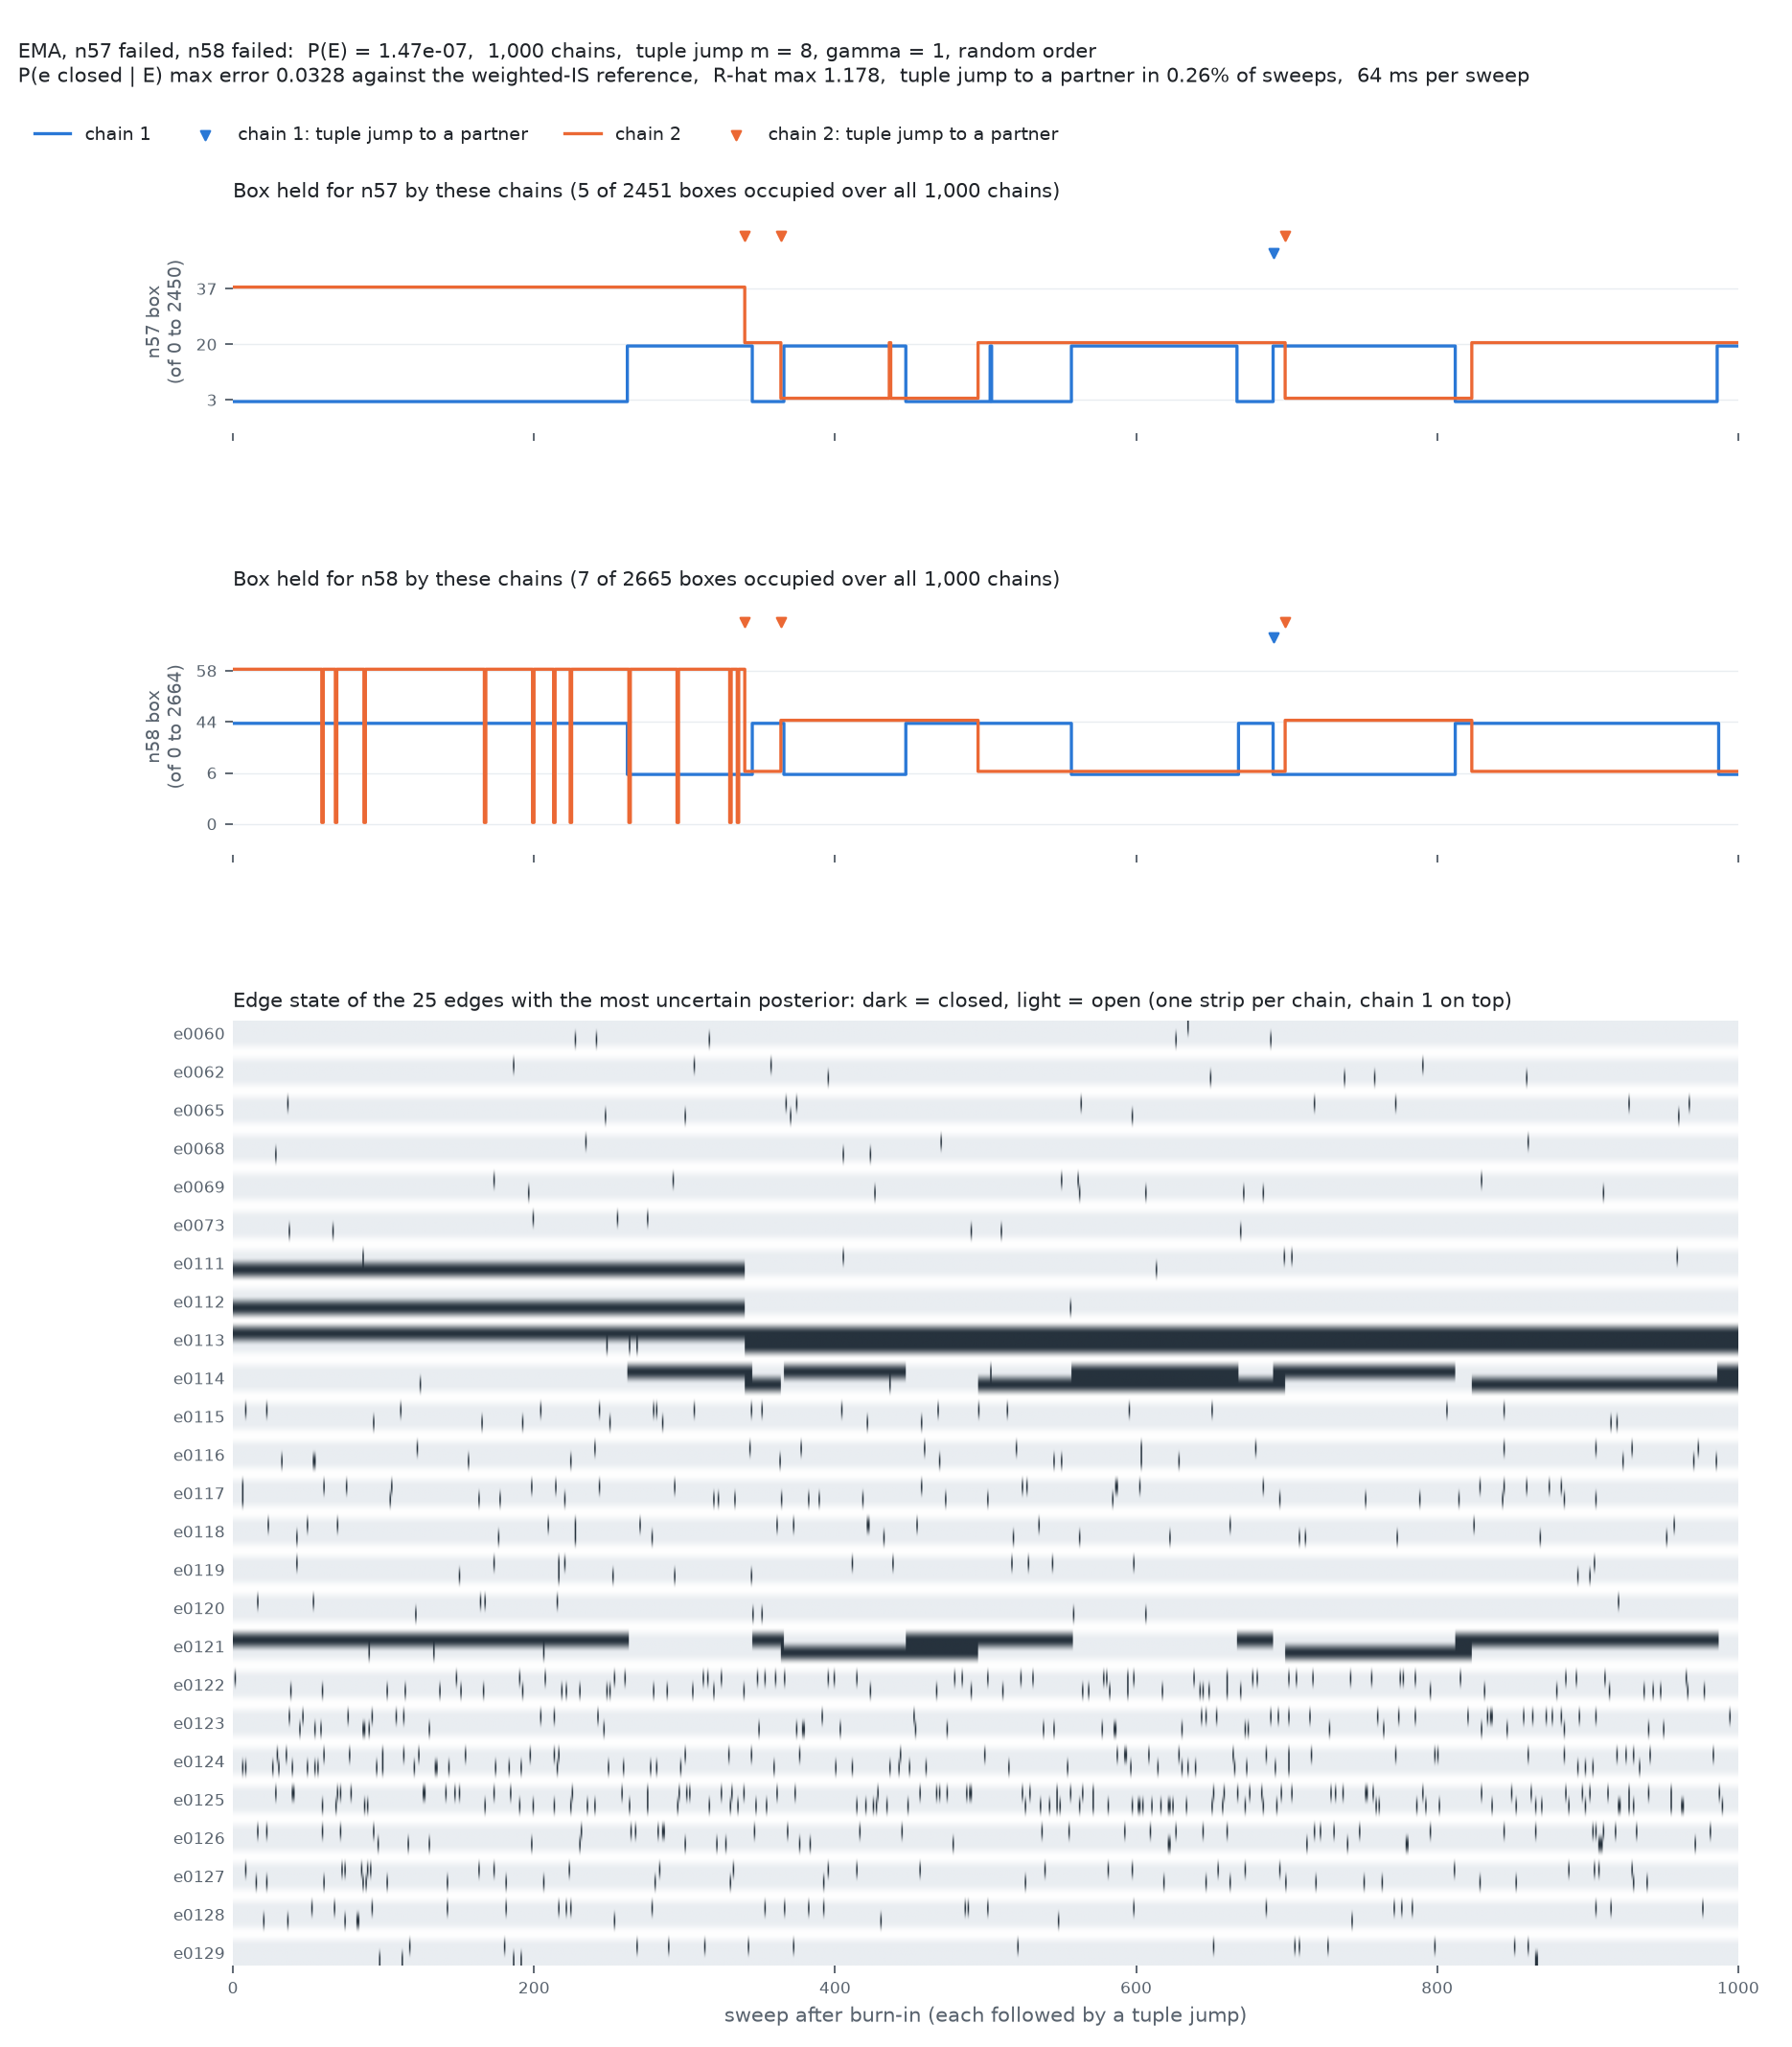 EMA, n57 failed, n58 failed:  P(E) = 1.47e-07,  1,000 chains,  tuple jump m = 8, gamma = 1, random order
P(e closed | E) max error 0.0328 against the weighted-IS reference,  R-hat max 1.178,  tuple jump to a partner in 0.26% of sweeps,  64 ms per sweep
chain 1
chain 1: tuple jump to a partner
chain 2
chain 2: tuple jump to a partner
Box held for n57 by these chains (5 of 2451 boxes occupied over all 1,000 chains)
n57 box
(of 0 to 2450)
37
20
3
Box held for n58 by these chains (7 of 2665 boxes occupied over all 1,000 chains)
n58 box
(of 0 to 2664)
58
44
6
0
Edge state of the 25 edges with the most uncertain posterior: dark = closed, light = open (one strip per chain, chain 1 on top)
e0060
e0062
e0065
e0068
e0069
e0073
e0111
e0112
e0113
e0114
e0115
e0116
e0117
e0118
e0119
e0120
e0121
e0122
e0123
e0124
e0125
e0126
e0127
e0128
e0129
0
200
400
600
800
1000
sweep after burn-in (each followed by a tuple jump)